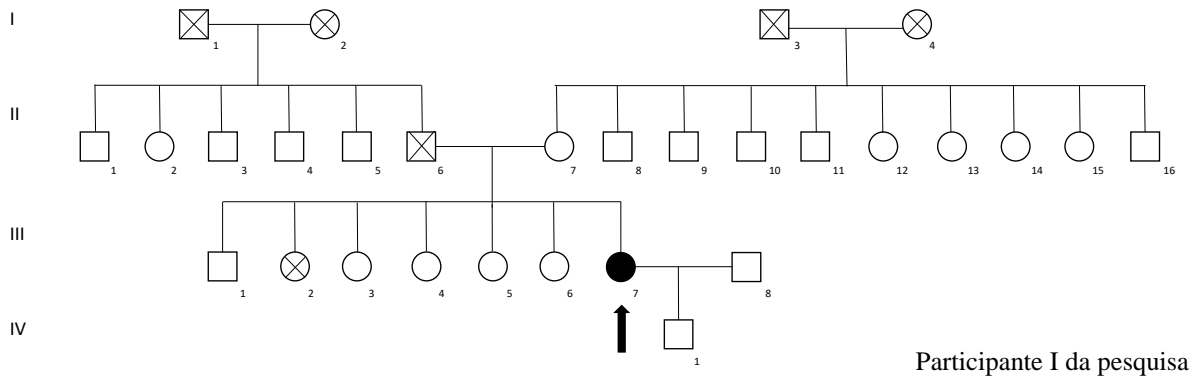 I
1 2 3 4
II
1 2 3 4 5 6 7 8 9 10 11 12 13 14 15 16
III
1 2 3 4 5 6 7 8
IV
1
Participante I da pesquisa